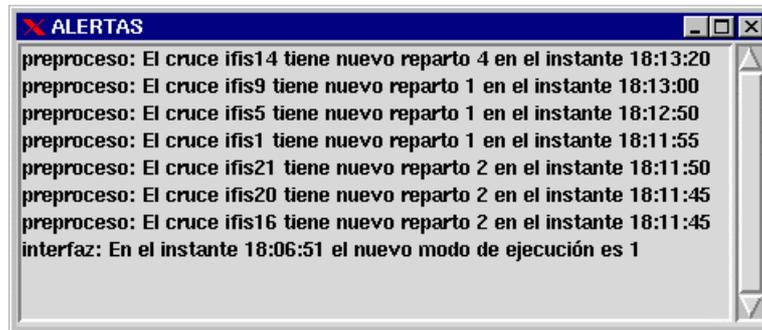 ALERTAS
preproceso: El cruce ifis14 tiene nuevo reparto 4 en el instante 18:13:20
preproceso: El cruce ifis9 tiene nuevo reparto 1 en el instante 18:13:00
preproceso: El cruce ifis5 tiene nuevo reparto 1 en el instante 18:12:50
preproceso: El cruce ifis1 tiene nuevo reparto 1 en el instante 18:11:55
preproceso: El cruce ifis21 tiene nuevo reparto 2 en el instante 18:11:50
preproceso: El cruce ifis20 tiene nuevo reparto 2 en el instante 18:11:45
preproceso: El cruce ifis16 tiene nuevo reparto 2 en el instante 18:11:45
interfaz: En el instante 18:06:51 el nuevo modo de ejecución es 1